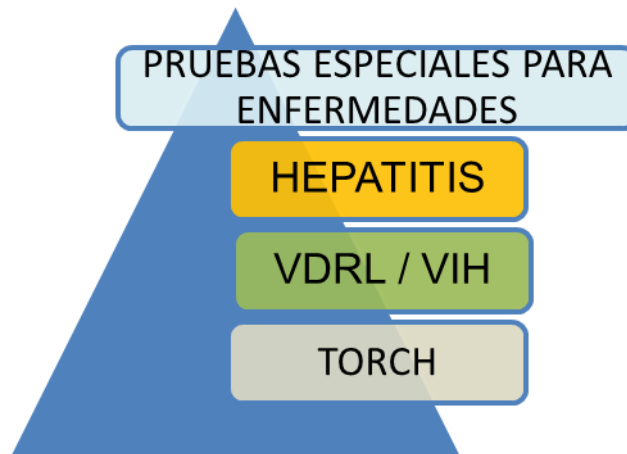 PRUEBAS ESPECIALES PARA
ENFERMEDADES
HEPATITIS
VDRL / VIH
TORCH